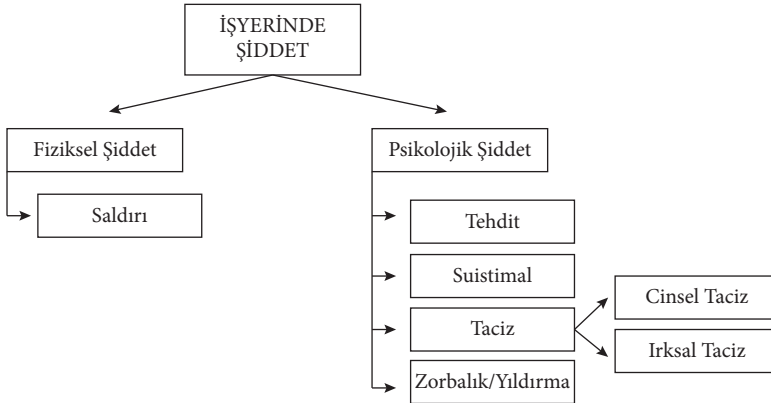 İŞYERİNDE
ŞİDDET
Fiziksel Şiddet
Saldırı
Psikolojik Şiddet
Tehdit
Suistimal
Taciz
Cinsel Taciz
Irksal Taciz
Zorbalık/Yıldırma